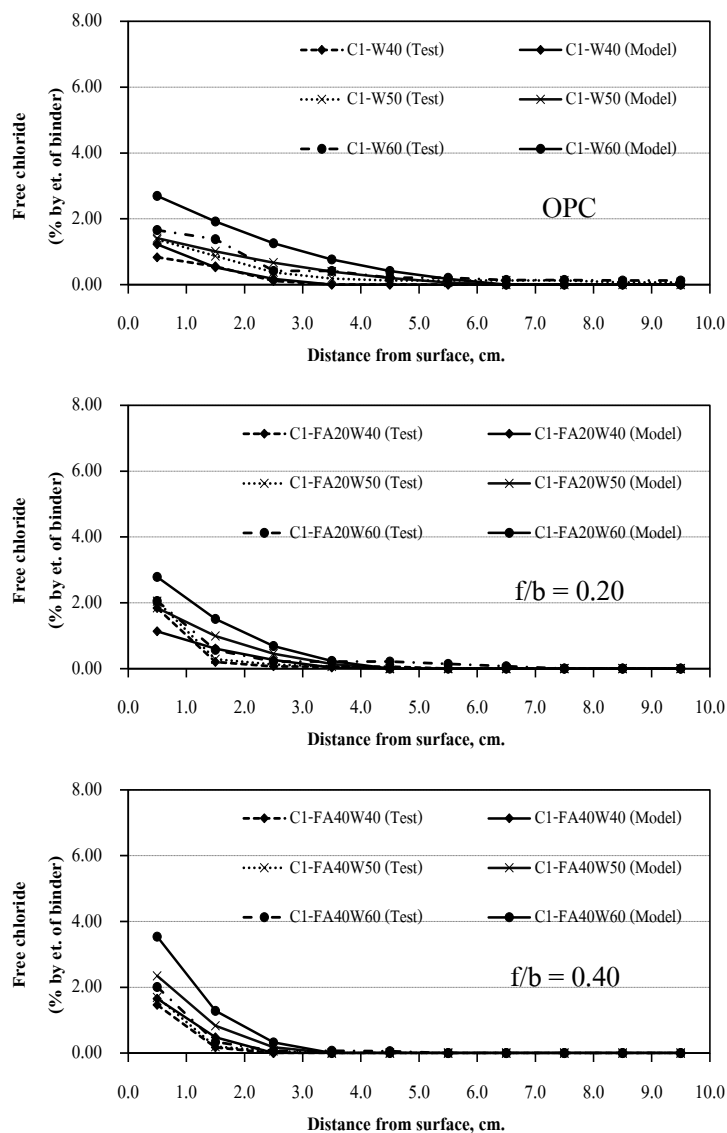 8.00
C1-W40 (Test)
C1-W40 (Model)
6.00
C1-W50 (Test)
C1-W50 (Model)
C1-W60 (Test)
C1-W60 (Model)
4.00
Free chloride
(% by et. of binder)
OPC
2.00
0.00
0.0 1.0 2.0 3.0 4.0 5.0 6.0 7.0 8.0 9.0 10.0
Distance from surface, cm.
8.00
C1-FA20W40 (Test)
C1-FA20W40 (Model)
6.00
C1-FA20W50 (Test)
C1-FA20W50 (Model)
C1-FA20W60 (Test)
C1-FA20W60 (Model)
4.00
Free chloride
(% by et. of binder)
f/b = 0.20
2.00
0.00
0.0 1.0 2.0 3.0 4.0 5.0 6.0 7.0 8.0 9.0 10.0
Distance from surface, cm.
8.00
C1-FA40W40 (Test)
C1-FA40W40 (Model)
6.00
C1-FA40W50 (Test)
C1-FA40W50 (Model)
C1-FA40W60 (Test)
C1-FA40W60 (Model)
4.00
Free chloride
(% by et. of binder)
f/b = 0.40
2.00
0.00
0.0 1.0 2.0 3.0 4.0 5.0 6.0 7.0 8.0 9.0 10.0
Distance from surface, cm.